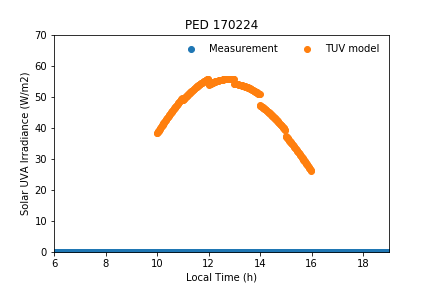 PED 170224
Measurement
TUV model
70
60
50
40
30
20
10
0
Solar UVA Irradiance (W/m2)
6 8 10 12 14 16 18
Local Time (h)